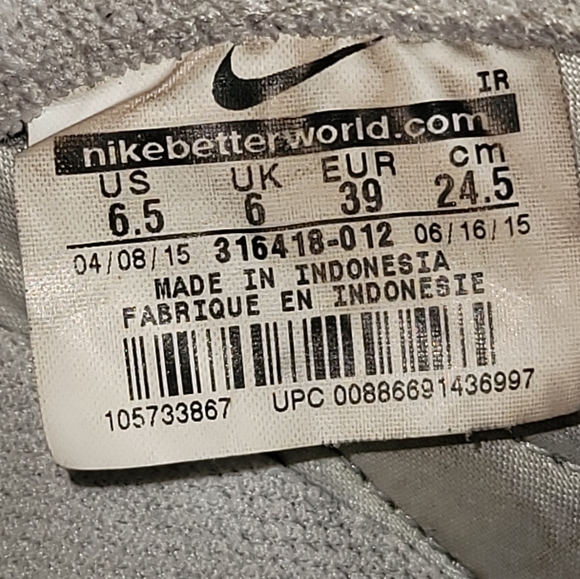 IR
nikebetterworld.com
US UK EUR cm
6.5 6 39 24.5
04/08/15 316418-012 06/16/15
MADE IN INDONESIA
FABRIQUE EN INDONESIE
105733867 UPC 00886691436997